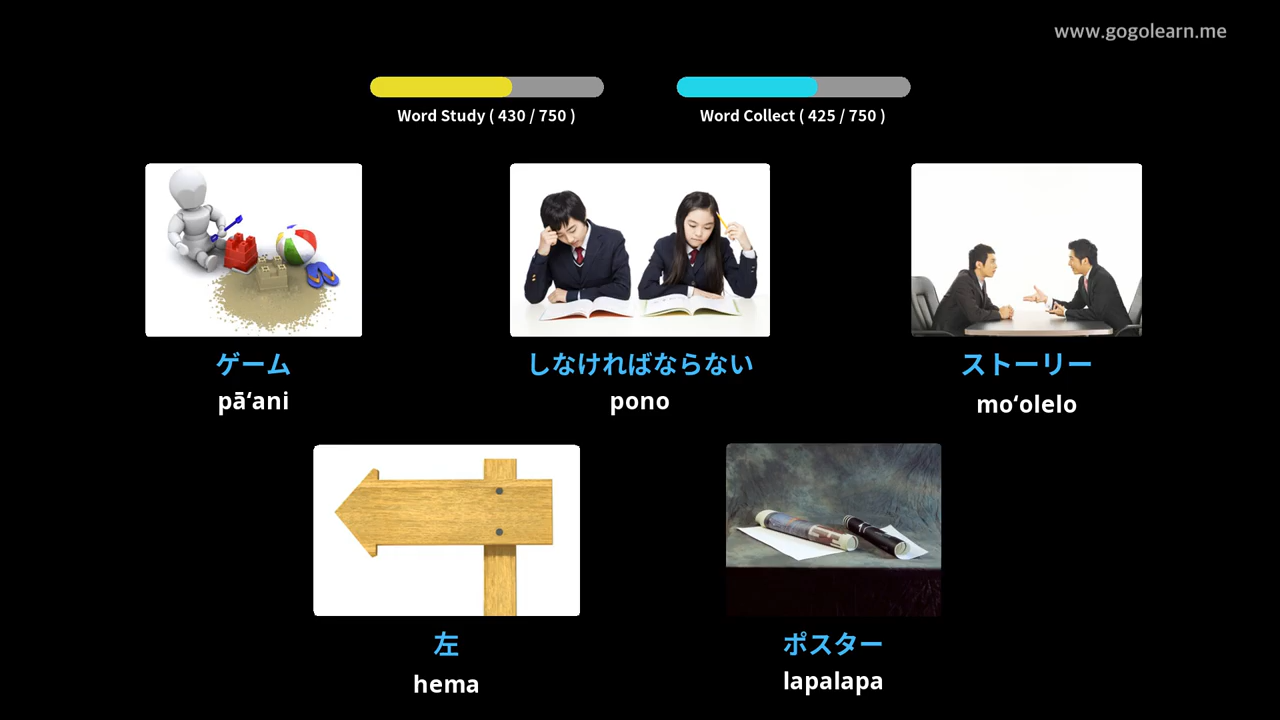 www.gogolearn.me
Word Study ( 430 / 750 )
Word Collect ( 425 / 750 )
ゲーム
pāʻani
しなければならない
pono
ストーリー
moʻolelo
左
hema
ポスター
lapalapa